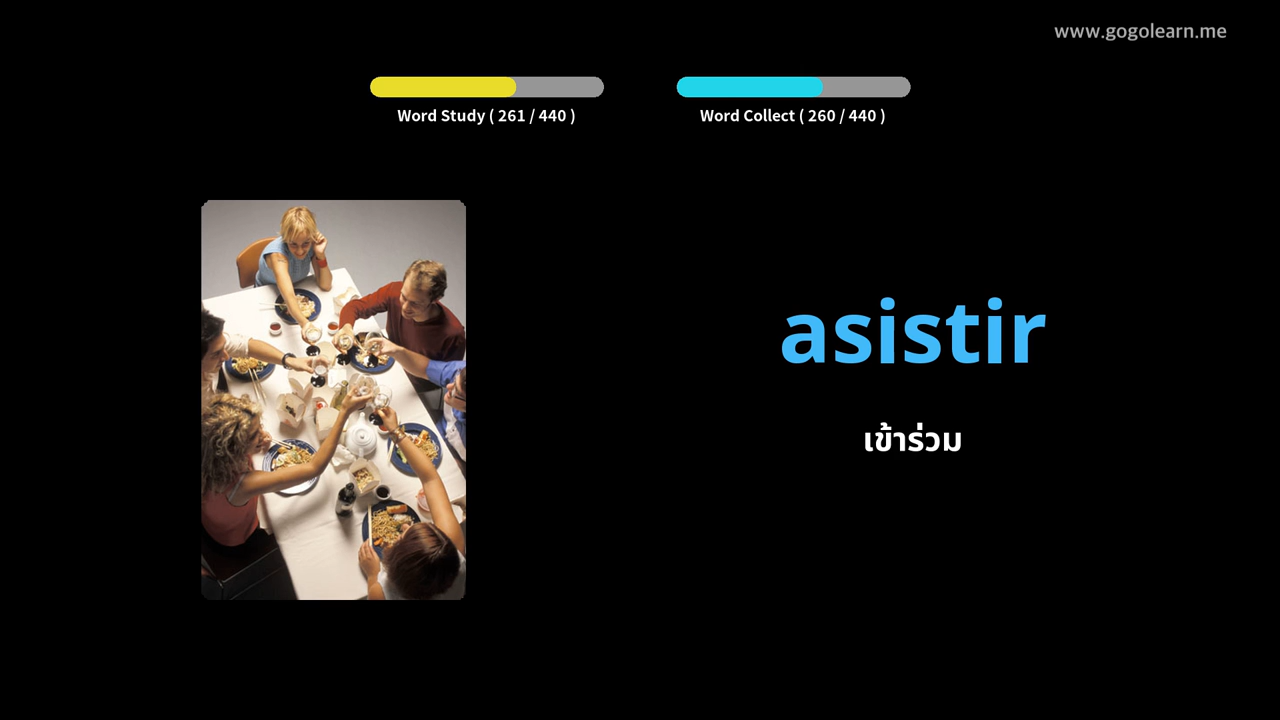 www.gogolearn.me
Word Study ( 261 / 440 )
Word Collect ( 260 / 440 )
asistir
เข้าร่วม